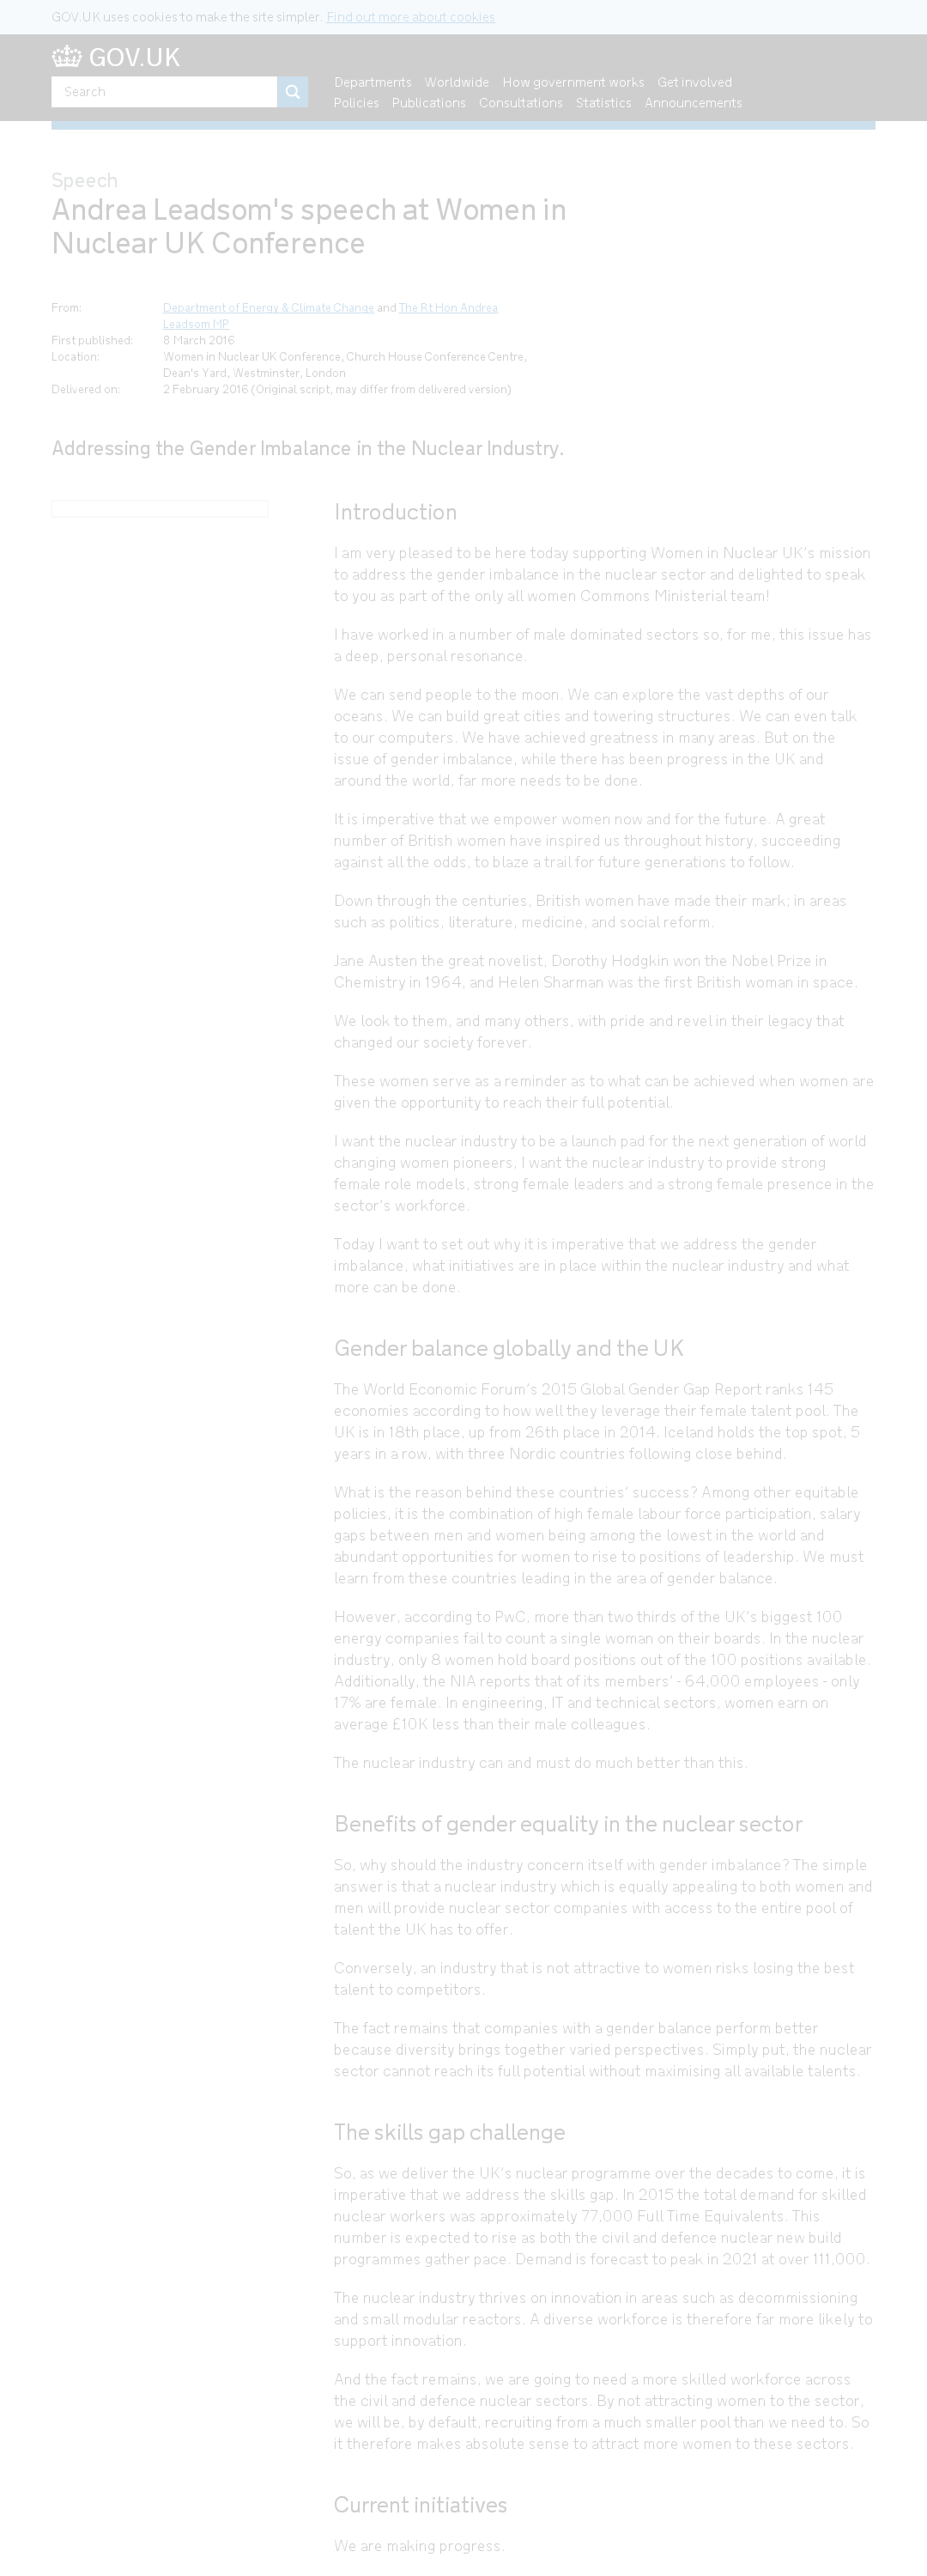 GOV.UK uses cookies to make the site simpler. Find out more about cookies
GOV.UK
Search
Departments Worldwide How government works Get involved
Policies Publications Consultations Statistics Announcements
Speech
Andrea Leadsom's speech at Women in
Nuclear UK Conference
From: Department of Energy & Climate Change and The Rt Hon Andrea
Leadsom MP
First published: 8 March 2016
Location: Women in Nuclear UK Conference, Church House Conference Centre,
Dean's Yard, Westminster, London
Delivered on: 2 February 2016 (Original script, may differ from delivered version)
Addressing the Gender Imbalance in the Nuclear Industry.
Introduction
I am very pleased to be here today supporting Women in Nuclear UK's mission
to address the gender imbalance in the nuclear sector and delighted to speak
to you as part of the only all women Commons Ministerial team!
I have worked in a number of male dominated sectors so, for me, this issue has
a deep, personal resonance.
We can send people to the moon. We can explore the vast depths of our
oceans. We can build great cities and towering structures. We can even talk
to our computers. We have achieved greatness in many areas. But on the
issue of gender imbalance, while there has been progress in the UK and
around the world, far more needs to be done.
It is imperative that we empower women now and for the future. A great
number of British women have inspired us throughout history, succeeding
against all the odds, to blaze a trail for future generations to follow.
Down through the centuries, British women have made their mark; in areas
such as politics, literature, medicine, and social reform.
Jane Austen the great novelist, Dorothy Hodgkin won the Nobel Prize in
Chemistry in 1964, and Helen Sharman was the first British woman in space.
We look to them, and many others, with pride and revel in their legacy that
changed our society forever.
These women serve as a reminder as to what can be achieved when women are
given the opportunity to reach their full potential.
I want the nuclear industry to be a launch pad for the next generation of world
changing women pioneers, I want the nuclear industry to provide strong
female role models, strong female leaders and a strong female presence in the
sector's workforce.
Today I want to set out why it is imperative that we address the gender
imbalance, what initiatives are in place within the nuclear industry and what
more can be done.
Gender balance globally and the UK
The World Economic Forum's 2015 Global Gender Gap Report ranks 145
economies according to how well they leverage their female talent pool. The
UK is in 18th place, up from 26th place in 2014. Iceland holds the top spot, 5
years in a row, with three Nordic countries following close behind.
What is the reason behind these countries' success? Among other equitable
policies, it is the combination of high female labour force participation, salary
gaps between men and women being among the lowest in the world and
abundant opportunities for women to rise to positions of leadership. We must
learn from these countries leading in the area of gender balance.
However, according to PwC, more than two thirds of the UK's biggest 100
energy companies fail to count a single woman on their boards. In the nuclear
industry, only 8 women hold board positions out of the 100 positions available.
Additionally, the NIA reports that of its members' - 64,000 employees - only
17% are female. In engineering, IT and technical sectors, women earn on
average £10K less than their male colleagues.
The nuclear industry can and must do much better than this.
Benefits of gender equality in the nuclear sector
So, why should the industry concern itself with gender imbalance? The simple
answer is that a nuclear industry which is equally appealing to both women and
men will provide nuclear sector companies with access to the entire pool of
talent the UK has to offer.
Conversely, an industry that is not attractive to women risks losing the best
talent to competitors.
The fact remains that companies with a gender balance perform better
because diversity brings together varied perspectives. Simply put, the nuclear
sector cannot reach its full potential without maximising all available talents.
The skills gap challenge
So, as we deliver the UK's nuclear programme over the decades to come, it is
imperative that we address the skills gap. In 2015 the total demand for skilled
nuclear workers was approximately 77,000 Full Time Equivalents. This
number is expected to rise as both the civil and defence nuclear new build
programmes gather pace. Demand is forecast to peak in 2021 at over 111,000.
The nuclear industry thrives on innovation in areas such as decommissioning
and small modular reactors. A diverse workforce is therefore far more likely to
support innovation.
And the fact remains, we are going to need a more skilled workforce across
the civil and defence nuclear sectors. By not attracting women to the sector,
we will be, by default, recruiting from a much smaller pool than we need to. So
it therefore makes absolute sense to attract more women to these sectors.
Current initiatives
We are making progress.